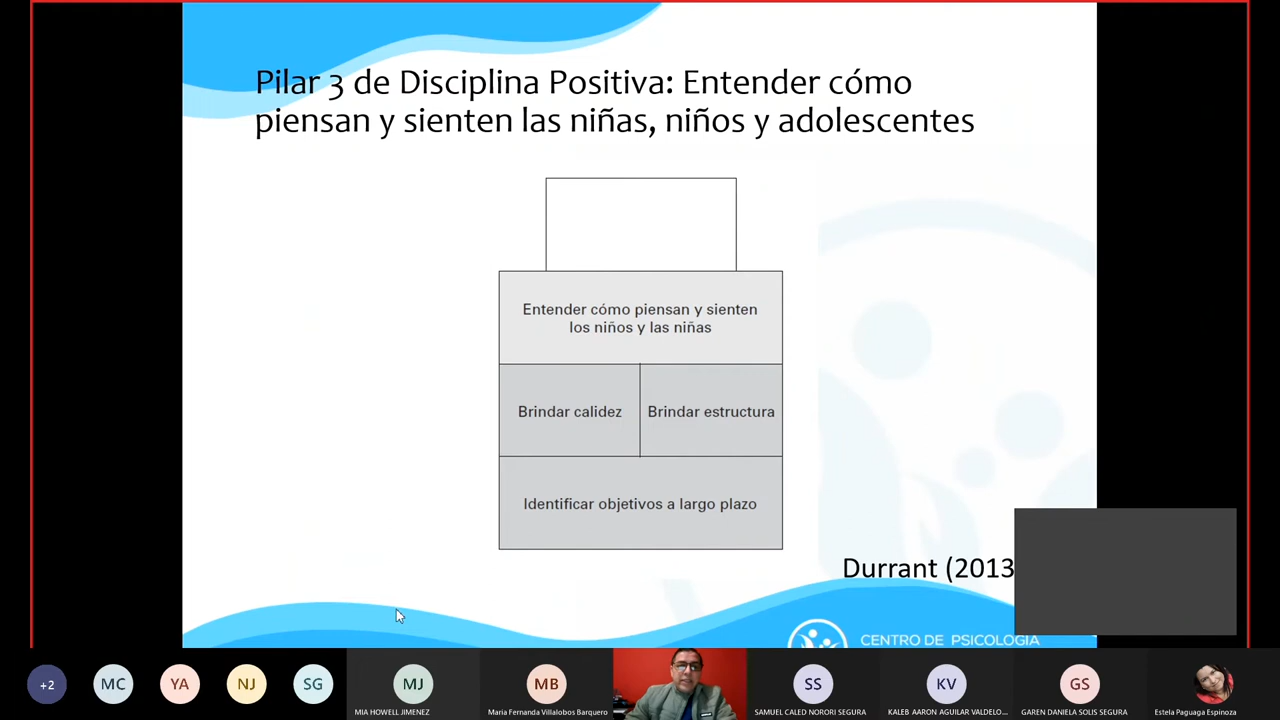 Pilar 3 de Disciplina Positiva: Entender cómo
piensan y sienten las niñas, niños y adolescentes
Entender cómo piensan y sienten
los niños y las niñas
Brindar calidez
Brindar estructura
Identificar objetivos a largo plazo
Durrant (2013
CENTRO DE PSICOLOGIA
+2
MC
YA
NJ
SG
MJ
MB
SS
KV
GS
MIA HOWELL JIMENEZ
Maria Fernanda Villalobos Barquero
SAMUEL CALED NORORI SEGURA
KALEB AARON AGUILAR VALDELO...
GAREN DANIELA SOLIS SEGURA
Estela Paguaga Espinoza